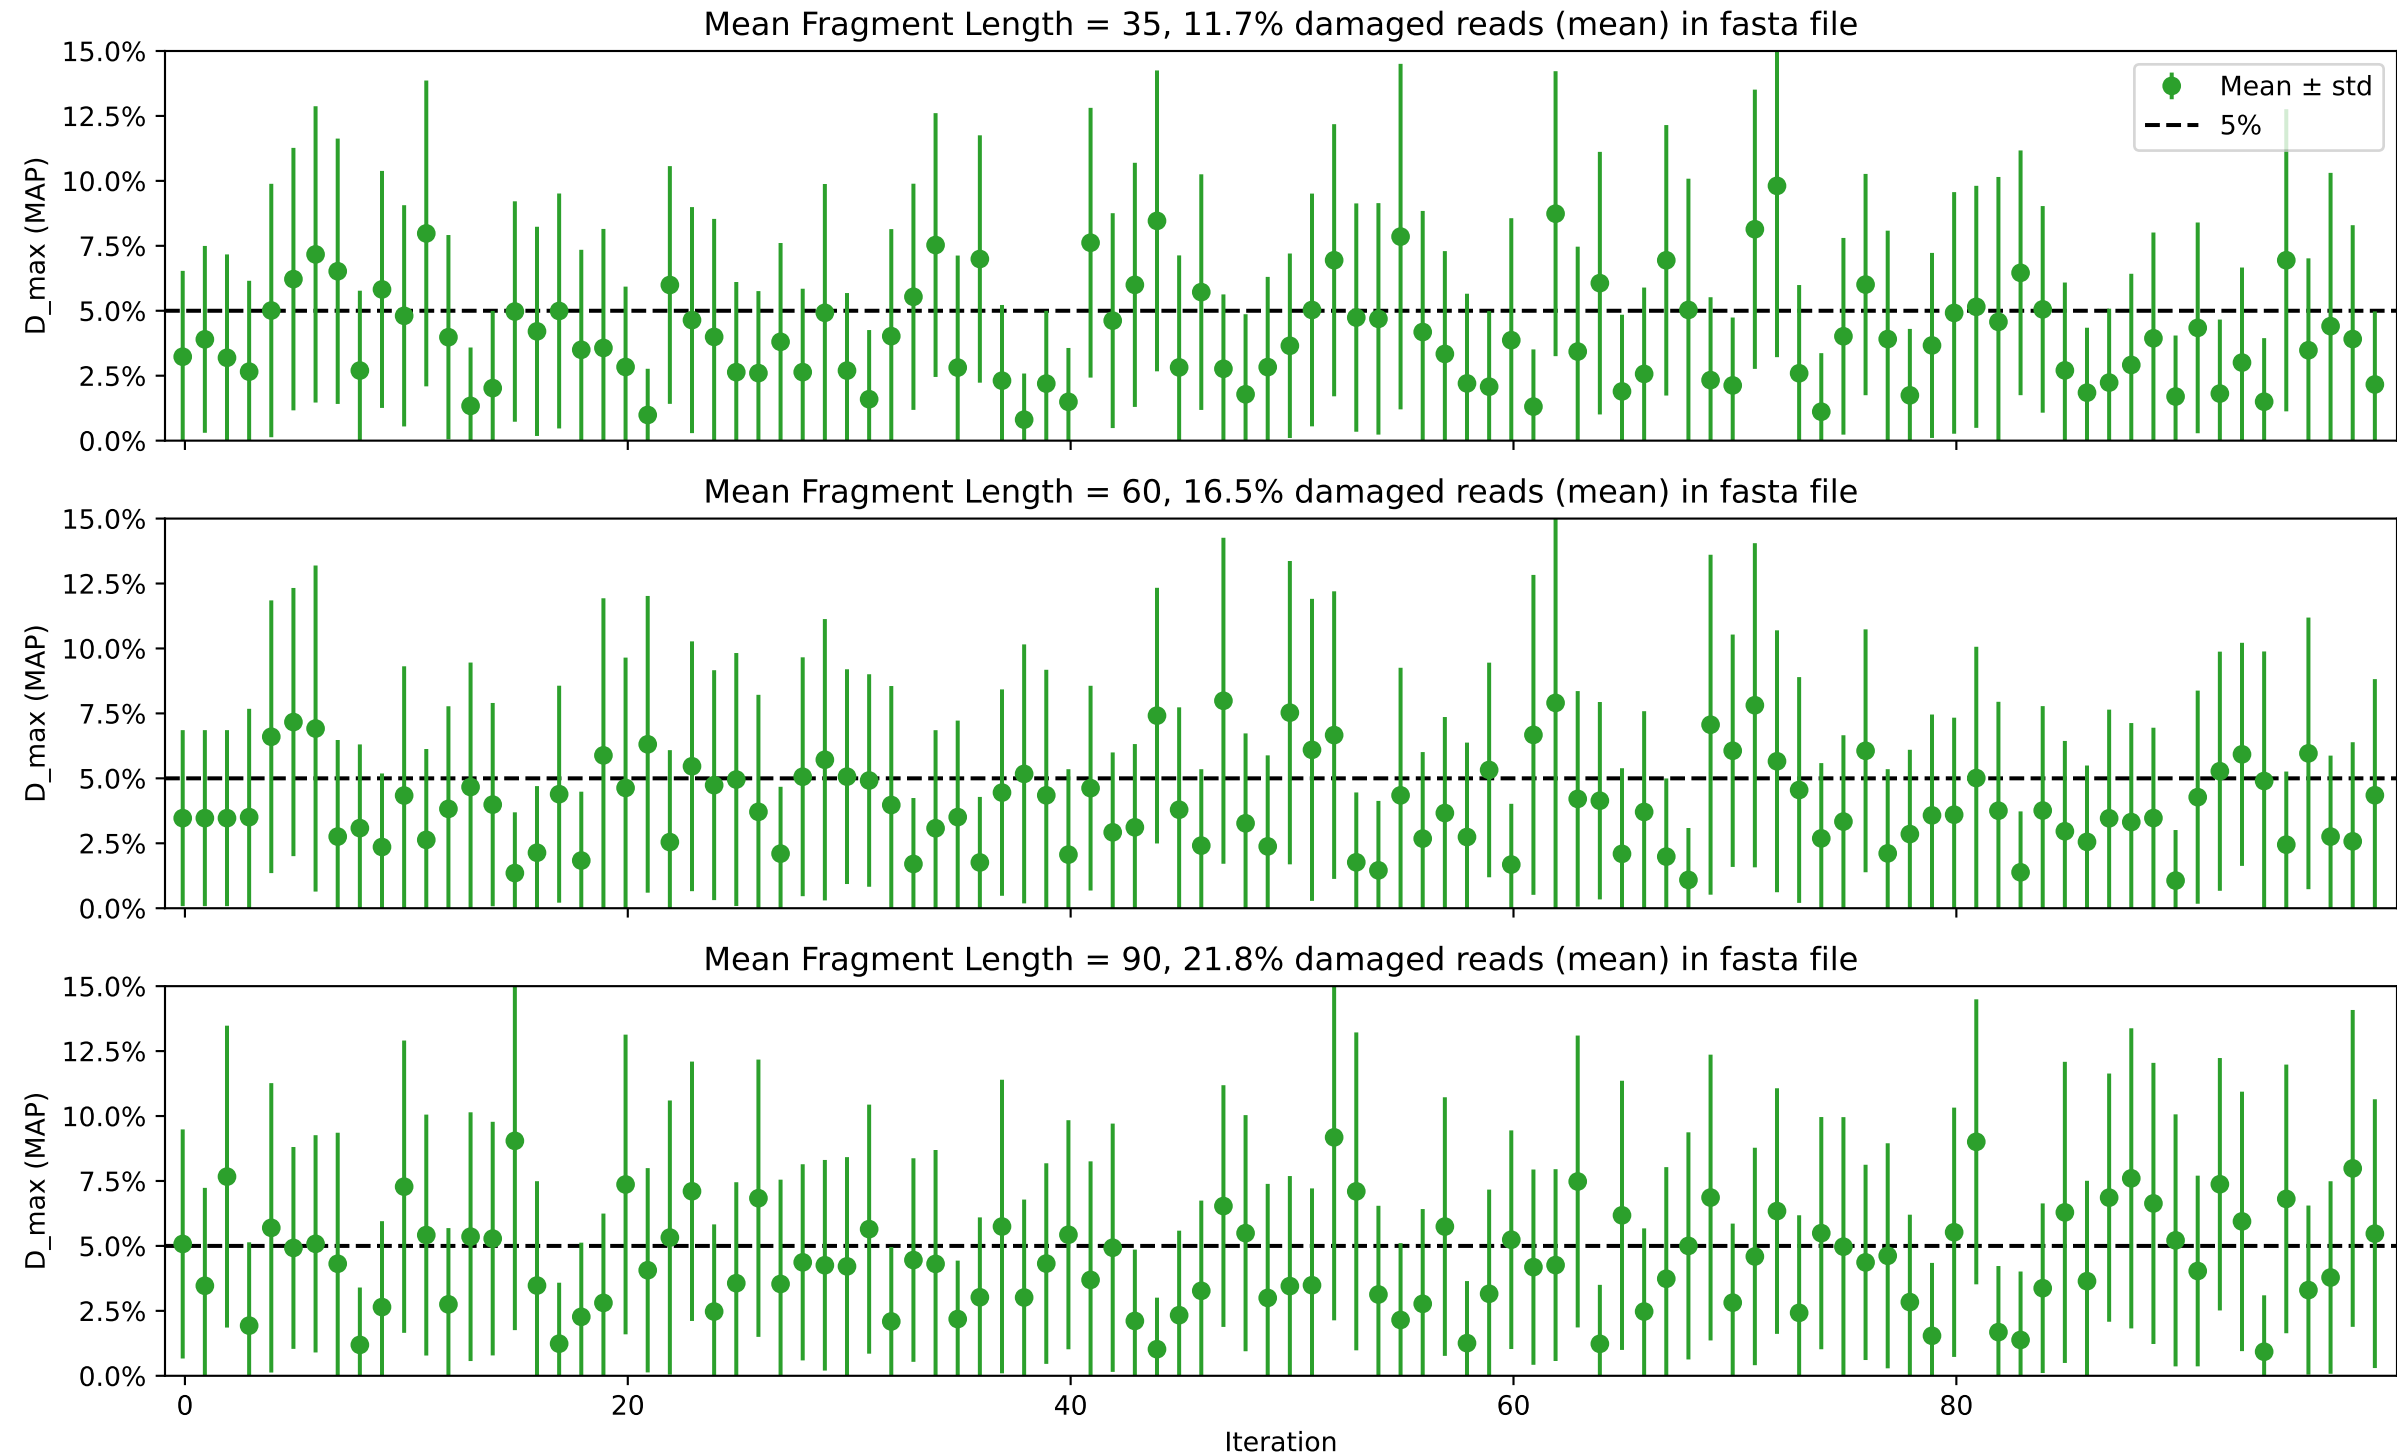 Mean Fragment Length = 35, 11.7% damaged reads (mean) in fasta file
15.0%
12.5%
10.0%
7.5%
5.0%
2.5%
0.0%
D_max (MAP)
Mean ± std
5%
Mean Fragment Length = 60, 16.5% damaged reads (mean) in fasta file
15.0%
12.5%
10.0%
7.5%
5.0%
2.5%
0.0%
D_max (MAP)
Mean Fragment Length = 90, 21.8% damaged reads (mean) in fasta file
15.0%
12.5%
10.0%
7.5%
5.0%
2.5%
0.0%
D_max (MAP)
0 20 40 60 80
Iteration